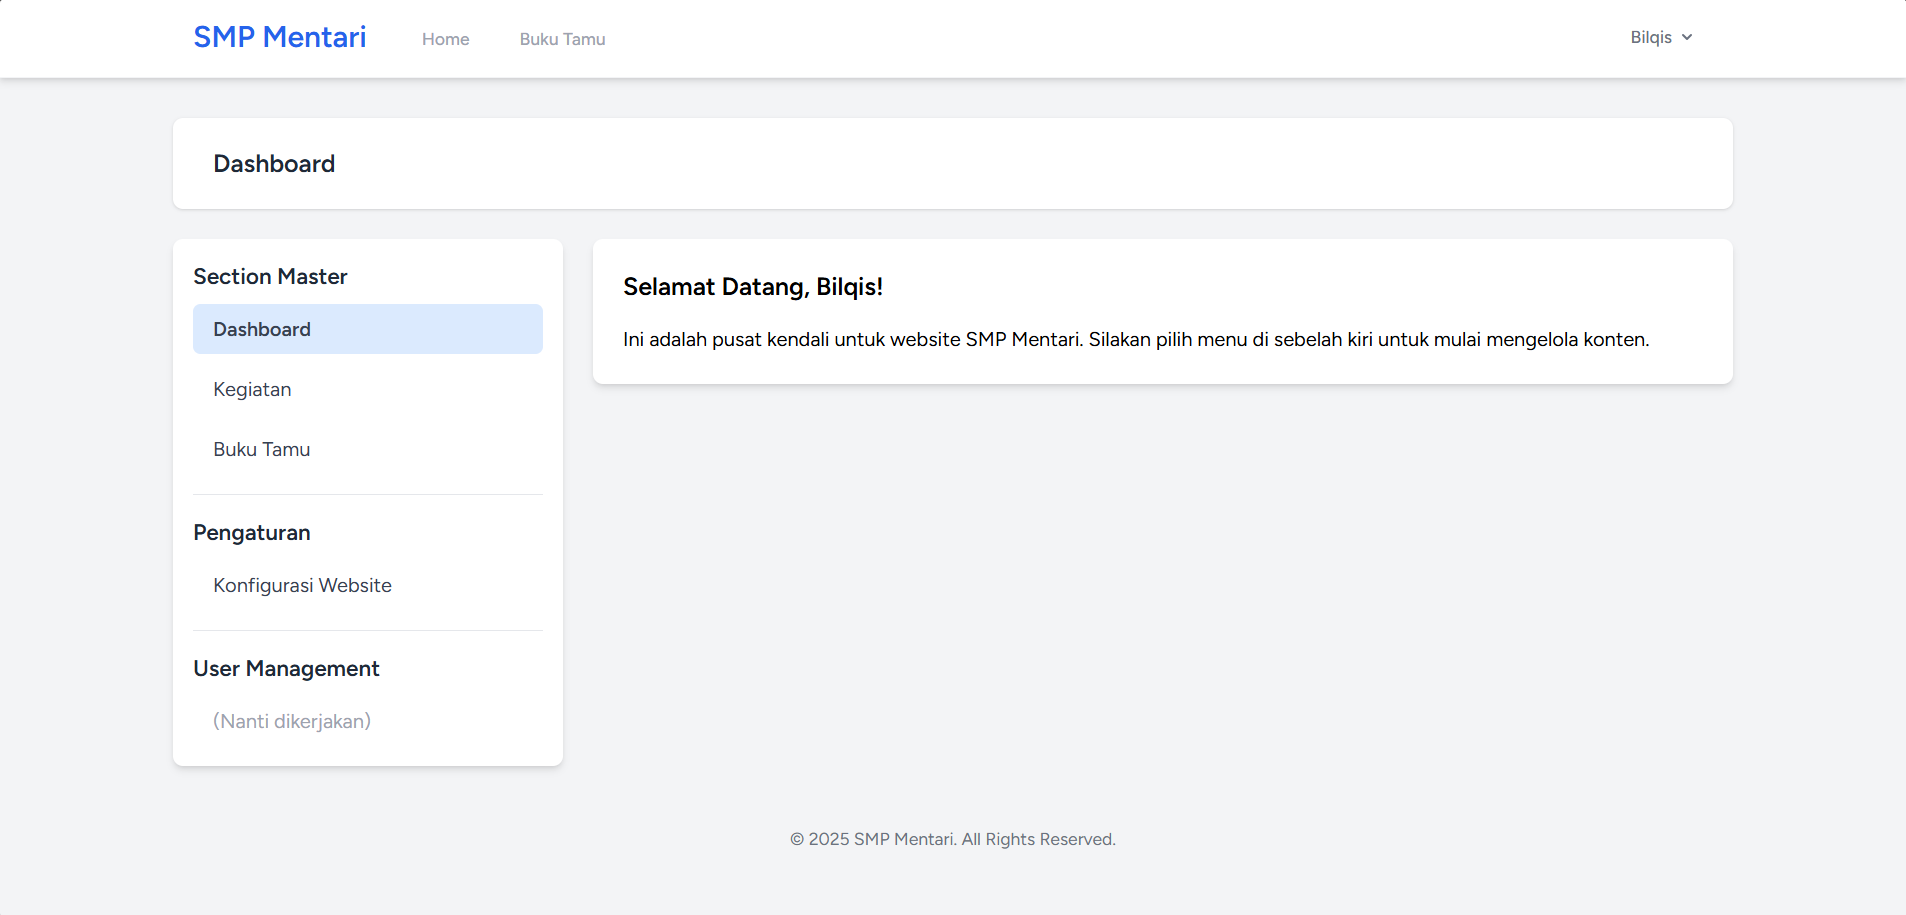 SMP Mentari
Home
Buku Tamu
Bilqis
Dashboard
Section Master
Dashboard
Kegiatan
Buku Tamu
Pengaturan
Konfigurasi Website
User Management
(Nanti dikerjakan)
Selamat Datang, Bilqis!
Ini adalah pusat kendali untuk website SMP Mentari. Silakan pilih menu di sebelah kiri untuk mulai mengelola konten.
© 2025 SMP Mentari. All Rights Reserved.